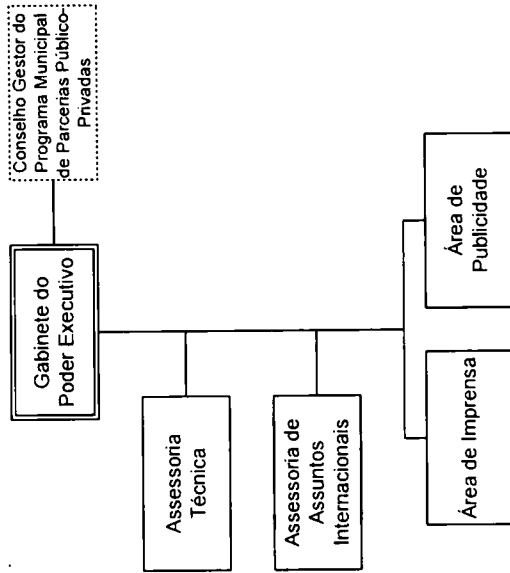 Conselho Gestor do
Programa Municipal
de Parcerias Público-
Privadas
Gabinete do
Poder Executivo
Assessoria
Técnica
Assessoria de
Assuntos
Internacionais
Área de Imprensa
Área de
Publicidade